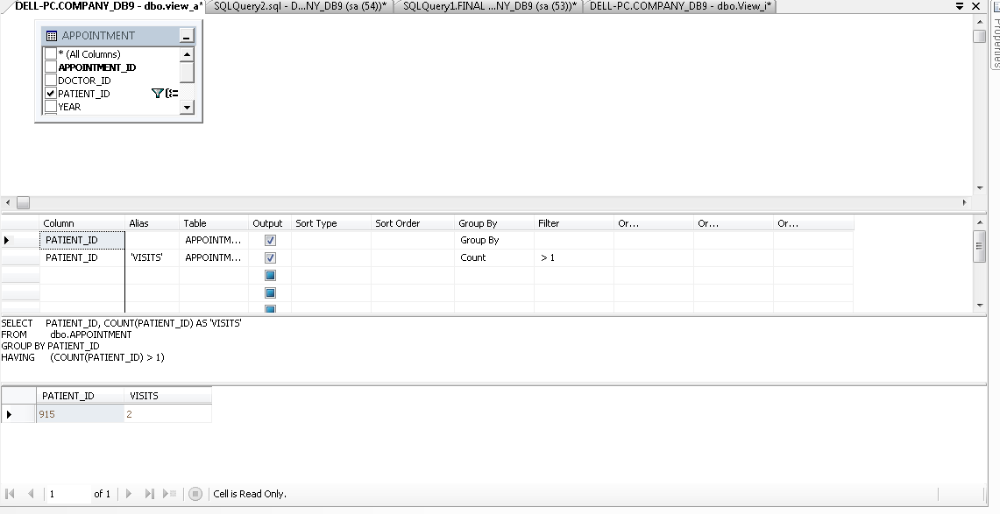 DELL-PC.COMPANY_DB9 - dbo.view_a* SQLQuery2.sql - D...NY_DB9 (sa (54))* SQLQuery1.FINAL ...NY_DB9 (sa (53))* DELL-PC.COMPANY_DB9 - dbo.View_i*
Properties
APPOINTMENT
* (All Columns)
APPOINTMENT_ID
DOCTOR_ID
PATIENT_ID
YEAR
Column Alias Table Output Sort Type Sort Order Group By Filter Or... Or... Or...
PATIENT_ID APPOINTM... Group By
PATIENT_ID 'VISITS' APPOINTM... Count > 1
SELECT PATIENT_ID, COUNT(PATIENT_ID) AS 'VISITS'
FROM dbo.APPOINTMENT
GROUP BY PATIENT_ID
HAVING (COUNT(PATIENT_ID) > 1)
PATIENT_ID VISITS
915 2
1 of 1 Cell is Read Only.